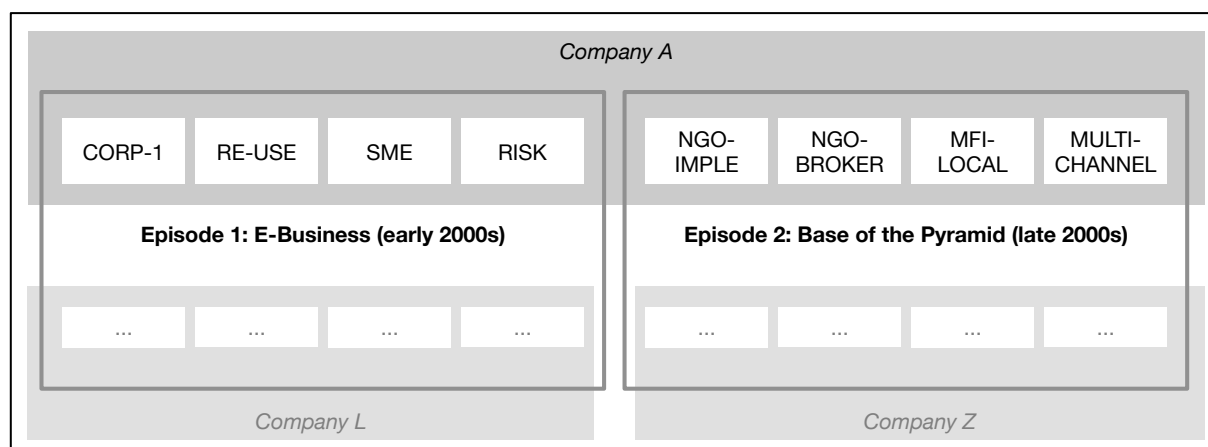 Company A
CORP-1 RE-USE SME RISK NGO- NGO- MFI- MULTI-
IMPLE BROKER LOCAL CHANNEL
Episode 1: E-Business (early 2000s) Episode 2: Base of the Pyramid (late 2000s)
... ... ... ... ... ... ... ...
Company L Company Z